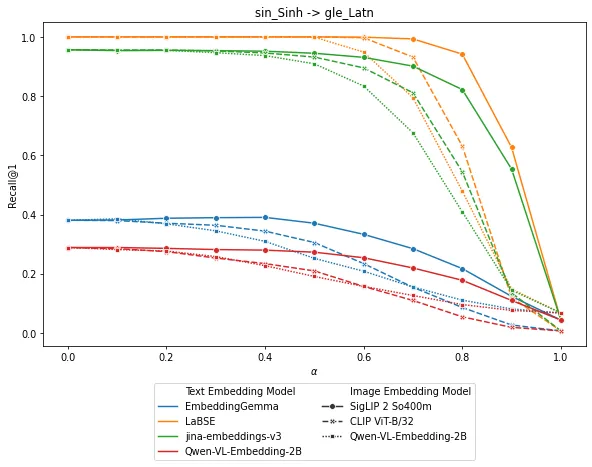 sin_Sinh -> gle_Latn
1.0
0.8
0.6
0.4
0.2
0.0
Recall@1
0.0 0.2 0.4 0.6 0.8 1.0
α
Text Embedding Model Image Embedding Model
EmbeddingGemma SigLIP 2 So400m
LaBSE CLIP ViT-B/32
jina-embeddings-v3 Qwen-VL-Embedding-2B
Qwen-VL-Embedding-2B